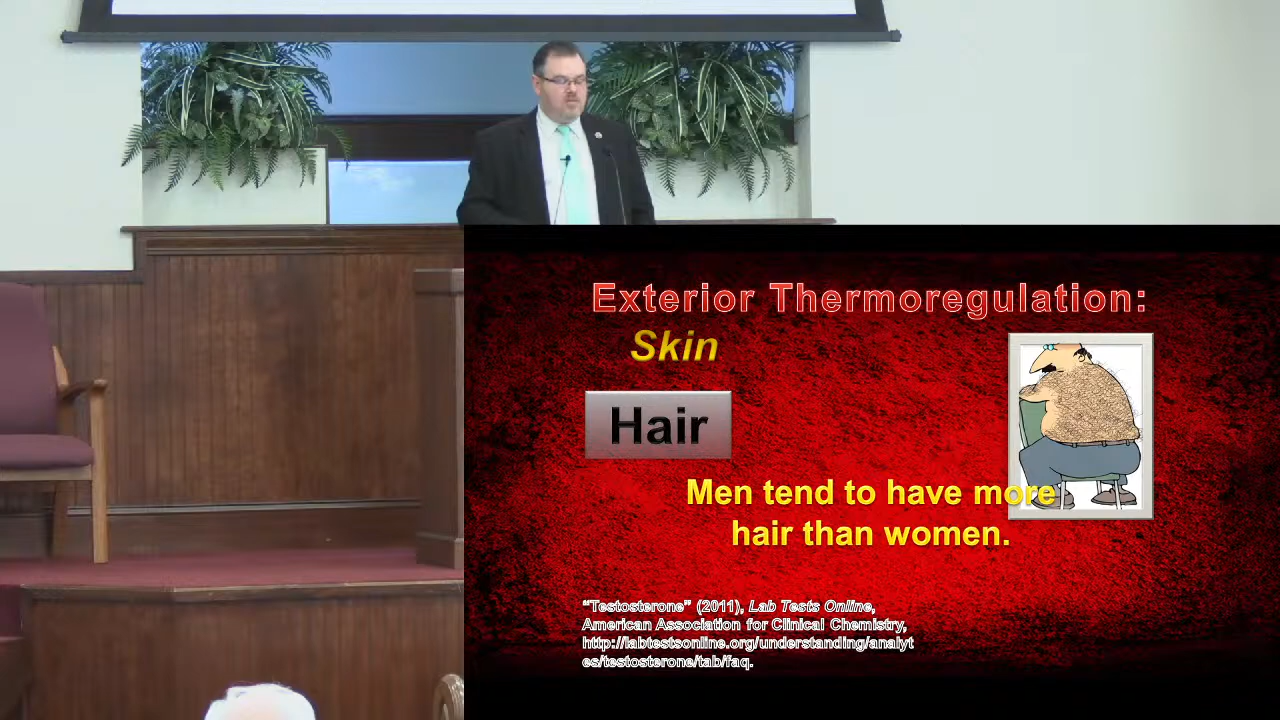 Exterior Thermoregulation:
Skin
Hair
Men tend to have more
hair than women.
“Testosterone” (2011), Lab Tests Online,
American Association for Clinical Chemistry,
http://labtestsonline.org/understanding/analyt
es/testosterone/tab/faq.